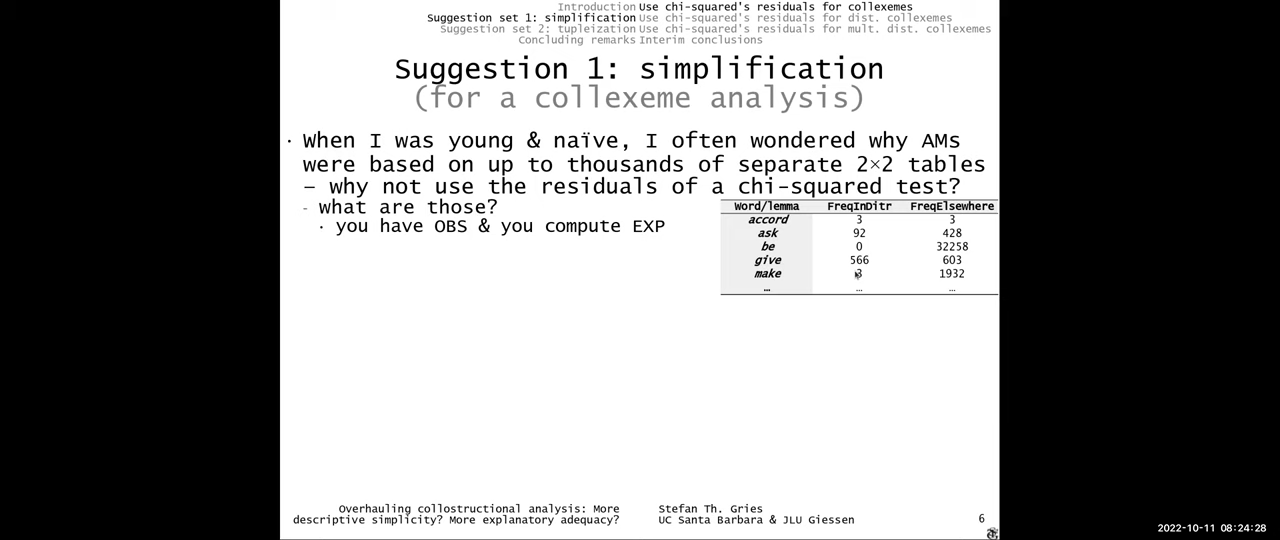 Introduction Use chi-squared's residuals for collexemes
Suggestion set 1: simplification Use chi-squared's residuals for dist. collexemes
Suggestion set 2: tupleization Use chi-squared's residuals for mult. dist. collexemes
Concluding remarks Interim conclusions
Suggestion 1: simplification
(for a collexeme analysis)
· When I was young & naïve, I often wondered why AMs
were based on up to thousands of separate 2×2 tables
– why not use the residuals of a chi-squared test?
- what are those?
· you have OBS & you compute EXP
Word/lemma FreqInDitr FreqElsewhere
accord 3 3
ask 92 428
be 0 32258
give 566 603
make 3 1932
… … …
Overhauling collostructional analysis: More
descriptive simplicity? More explanatory adequacy?
Stefan Th. Gries
UC Santa Barbara & JLU Giessen
6
2022-10-11 08:24:28